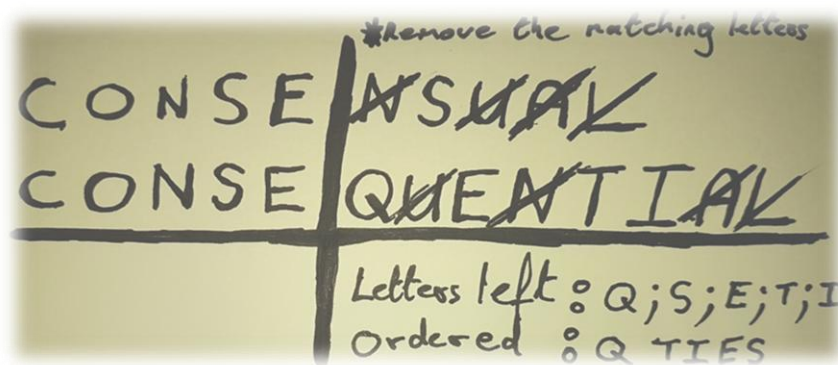 *Remove the matching letters
CONSE NSUAL
CONSE QUENTIAL
Letters left : Q;S;E;T;I
Ordered : Q TIES